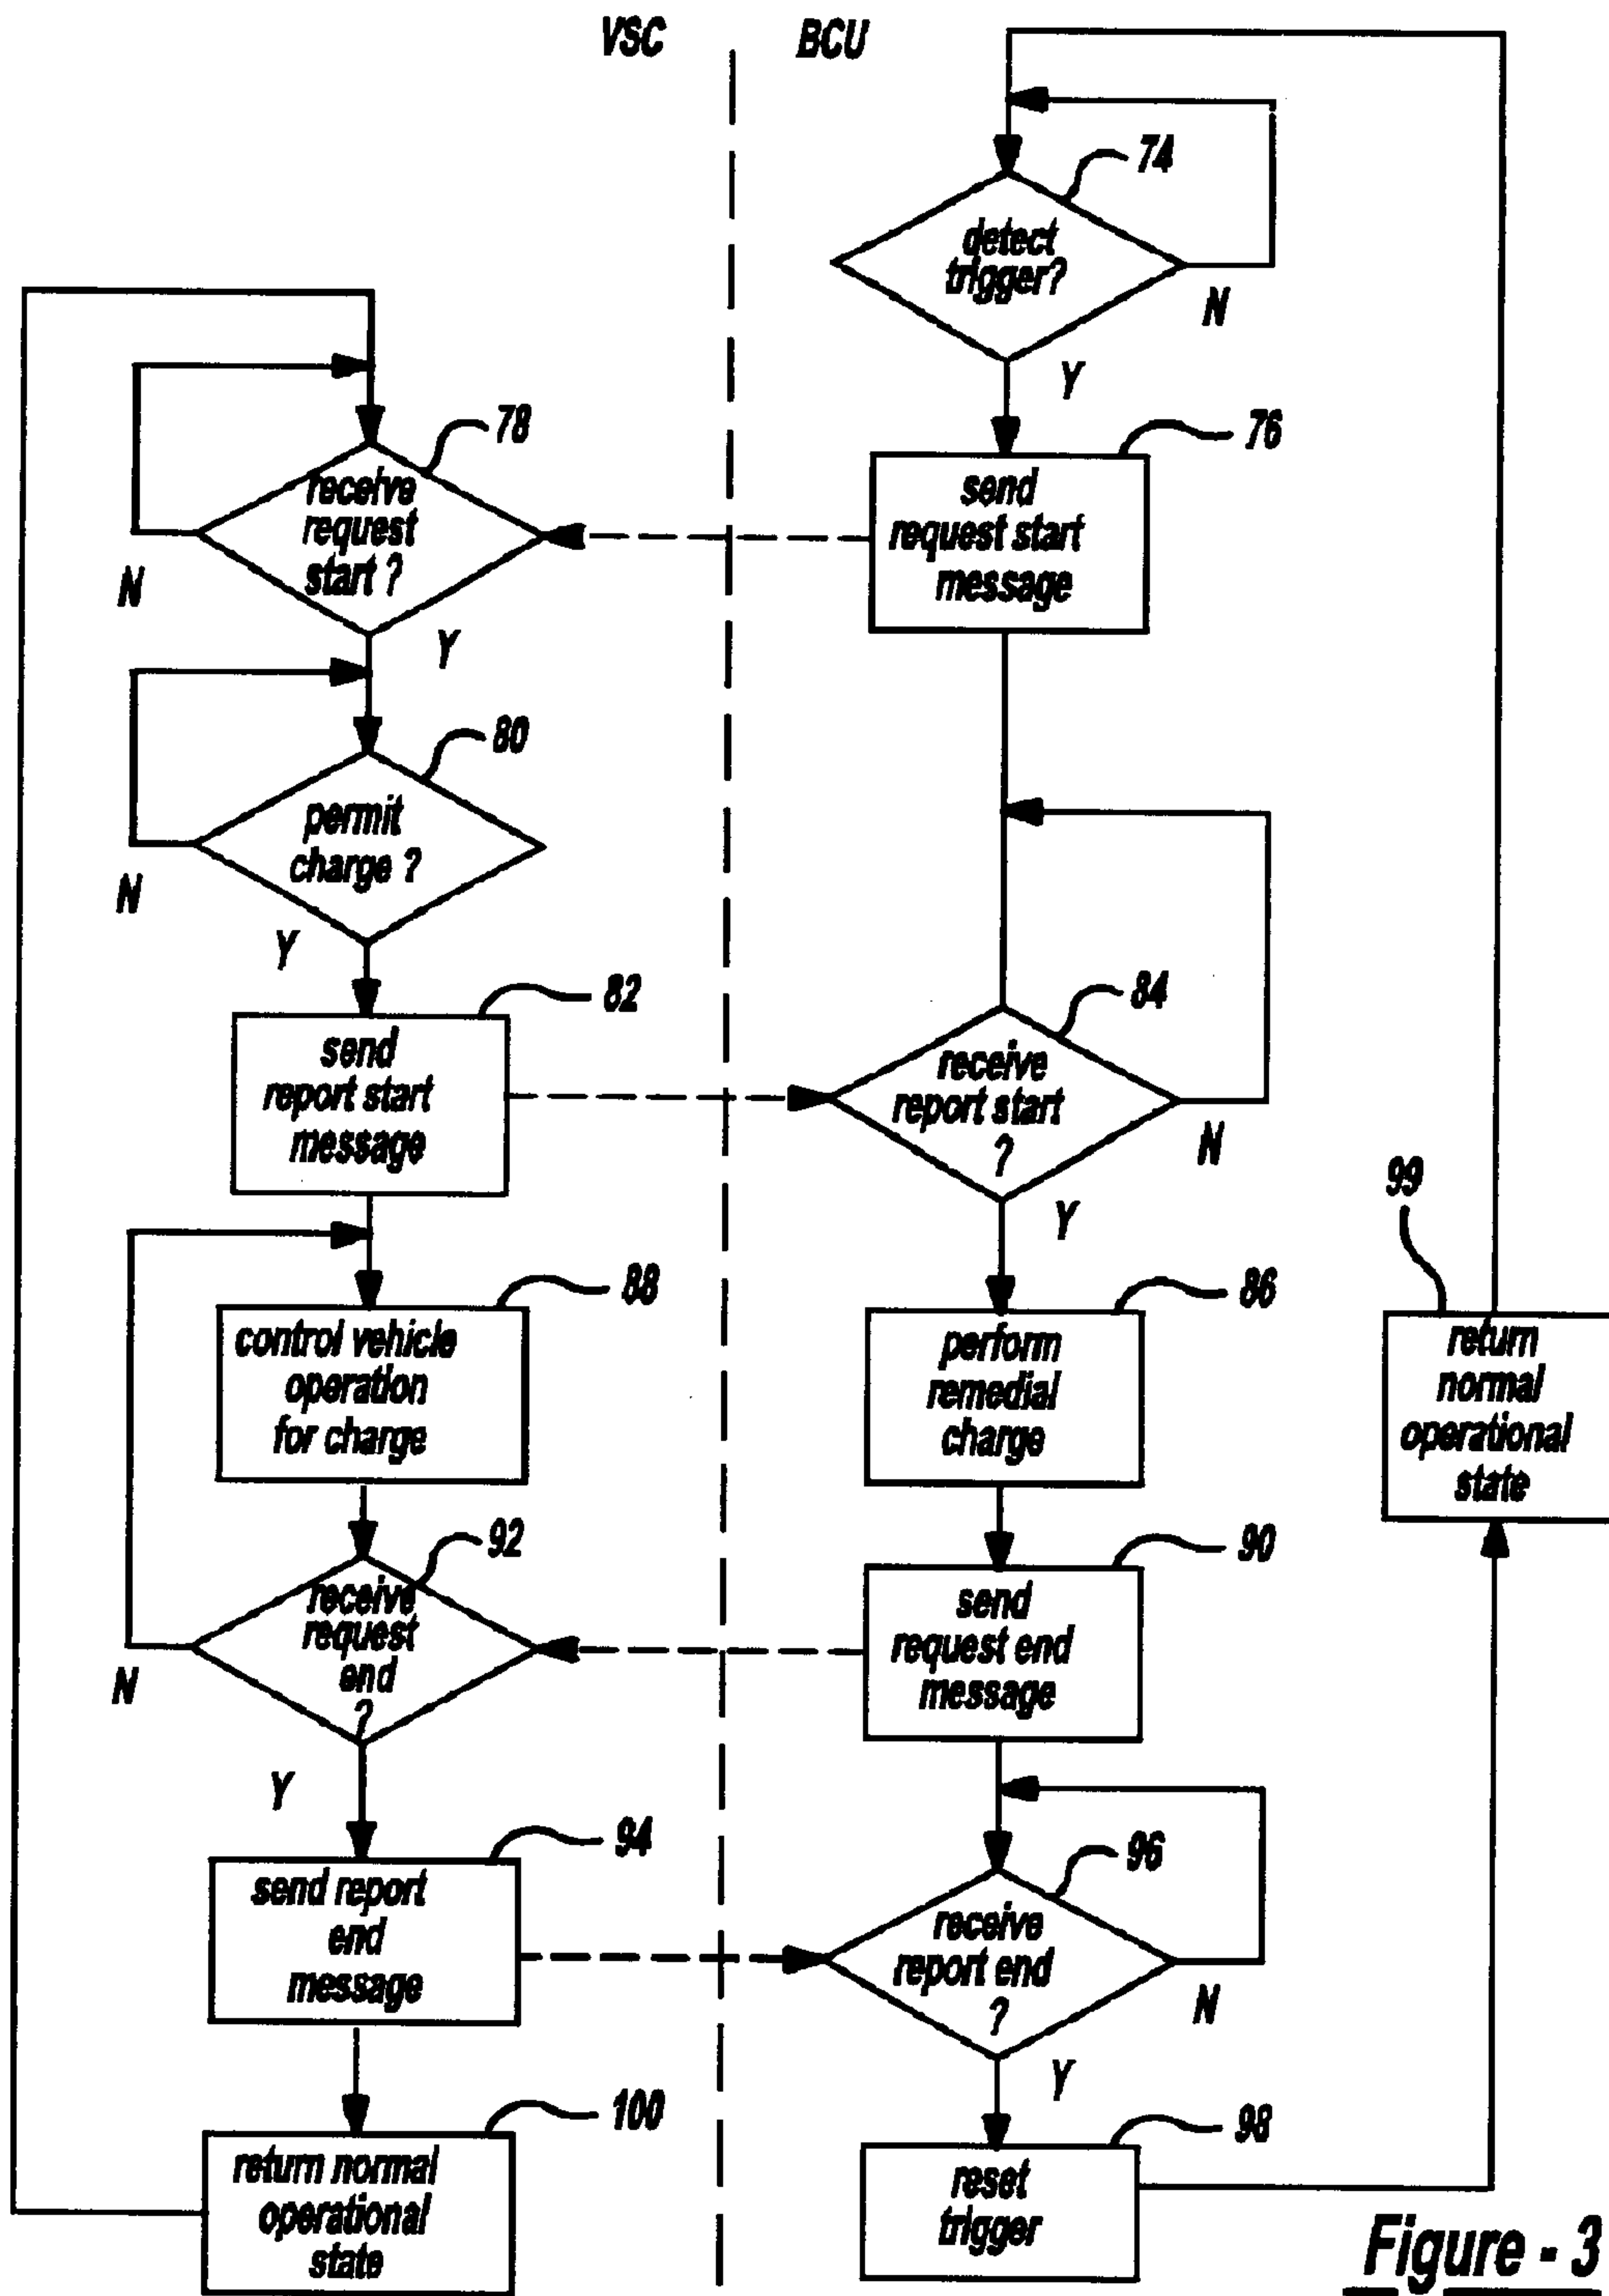 VSC
BCU
74
detect
trigger?
N
Y
76
send
request start
message
78
receive
request
start ?
N
Y
80
permit
charge ?
N
Y
82
send
report start
message
84
receive
report start
?
N
Y
99
return
normal
operational
state
88
control vehicle
operation
for charge
86
perform
remedial
charge
92
receive
request
end
?
N
Y
90
send
request end
message
94
send report
end
message
96
receive
report end
?
N
Y
100
return normal
operational
state
98
reset
trigger
Figure - 3